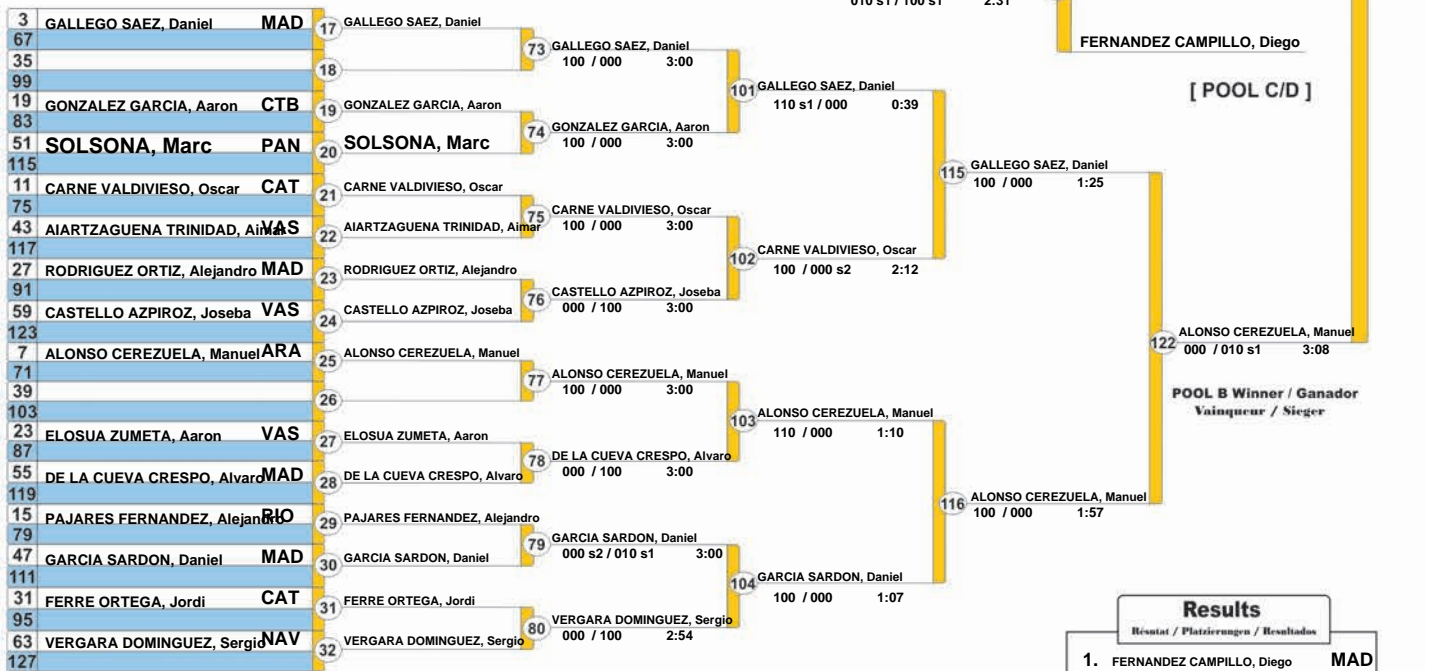 010 s1 / 100 s1 2:31
FERNANDEZ CAMPILLO, Diego
[ POOL C/D ]
3 GALLEGO SAEZ, Daniel MAD
67
35
99
19 GONZALEZ GARCIA, Aaron CTB
83
51 SOLSONA, Marc PAN
115
11 CARNE VALDIVIESO, Oscar CAT
75
43 AIARTZAGUENA TRINIDAD, Aimar VAS
117
27 RODRIGUEZ ORTIZ, Alejandro MAD
91
59 CASTELLO AZPIROZ, Joseba VAS
123
7 ALONSO CEREZUELA, Manuel ARA
71
39
103
23 ELOSUA ZUMETA, Aaron VAS
87
55 DE LA CUEVA CRESPO, Alvaro MAD
119
15 PAJARES FERNANDEZ, Alejandro RIO
79
47 GARCIA SARDON, Daniel MAD
111
31 FERRE ORTEGA, Jordi CAT
95
63 VERGARA DOMINGUEZ, Sergio NAV
127
17 GALLEGO SAEZ, Daniel
18
19 GONZALEZ GARCIA, Aaron
20 SOLSONA, Marc
21 CARNE VALDIVIESO, Oscar
22 AIARTZAGUENA TRINIDAD, Aimar
23 RODRIGUEZ ORTIZ, Alejandro
24 CASTELLO AZPIROZ, Joseba
25 ALONSO CEREZUELA, Manuel
26
27 ELOSUA ZUMETA, Aaron
28 DE LA CUEVA CRESPO, Alvaro
29 PAJARES FERNANDEZ, Alejandro
30 GARCIA SARDON, Daniel
31 FERRE ORTEGA, Jordi
32 VERGARA DOMINGUEZ, Sergio
73 GALLEGO SAEZ, Daniel
100 / 000 3:00
74 GONZALEZ GARCIA, Aaron
100 / 000 3:00
75 CARNE VALDIVIESO, Oscar
100 / 000 3:00
76 CASTELLO AZPIROZ, Joseba
000 / 100 3:00
77 ALONSO CEREZUELA, Manuel
100 / 000 3:00
78 DE LA CUEVA CRESPO, Alvaro
000 / 100 3:00
79 GARCIA SARDON, Daniel
000 s2 / 010 s1 3:00
80 VERGARA DOMINGUEZ, Sergio
000 / 100 2:54
101 GALLEGO SAEZ, Daniel
110 s1 / 000 0:39
102 CARNE VALDIVIESO, Oscar
100 / 000 s2 2:12
103 ALONSO CEREZUELA, Manuel
110 / 000 1:10
104 GARCIA SARDON, Daniel
100 / 000 1:07
115 GALLEGO SAEZ, Daniel
100 / 000 1:25
116 ALONSO CEREZUELA, Manuel
100 / 000 1:57
122 ALONSO CEREZUELA, Manuel
000 / 010 s1 3:08
POOL B Winner / Ganador
Vainqueur / Sieger
Results
Résutat / Platzierungen / Resultados
1. FERNANDEZ CAMPILLO, Diego MAD